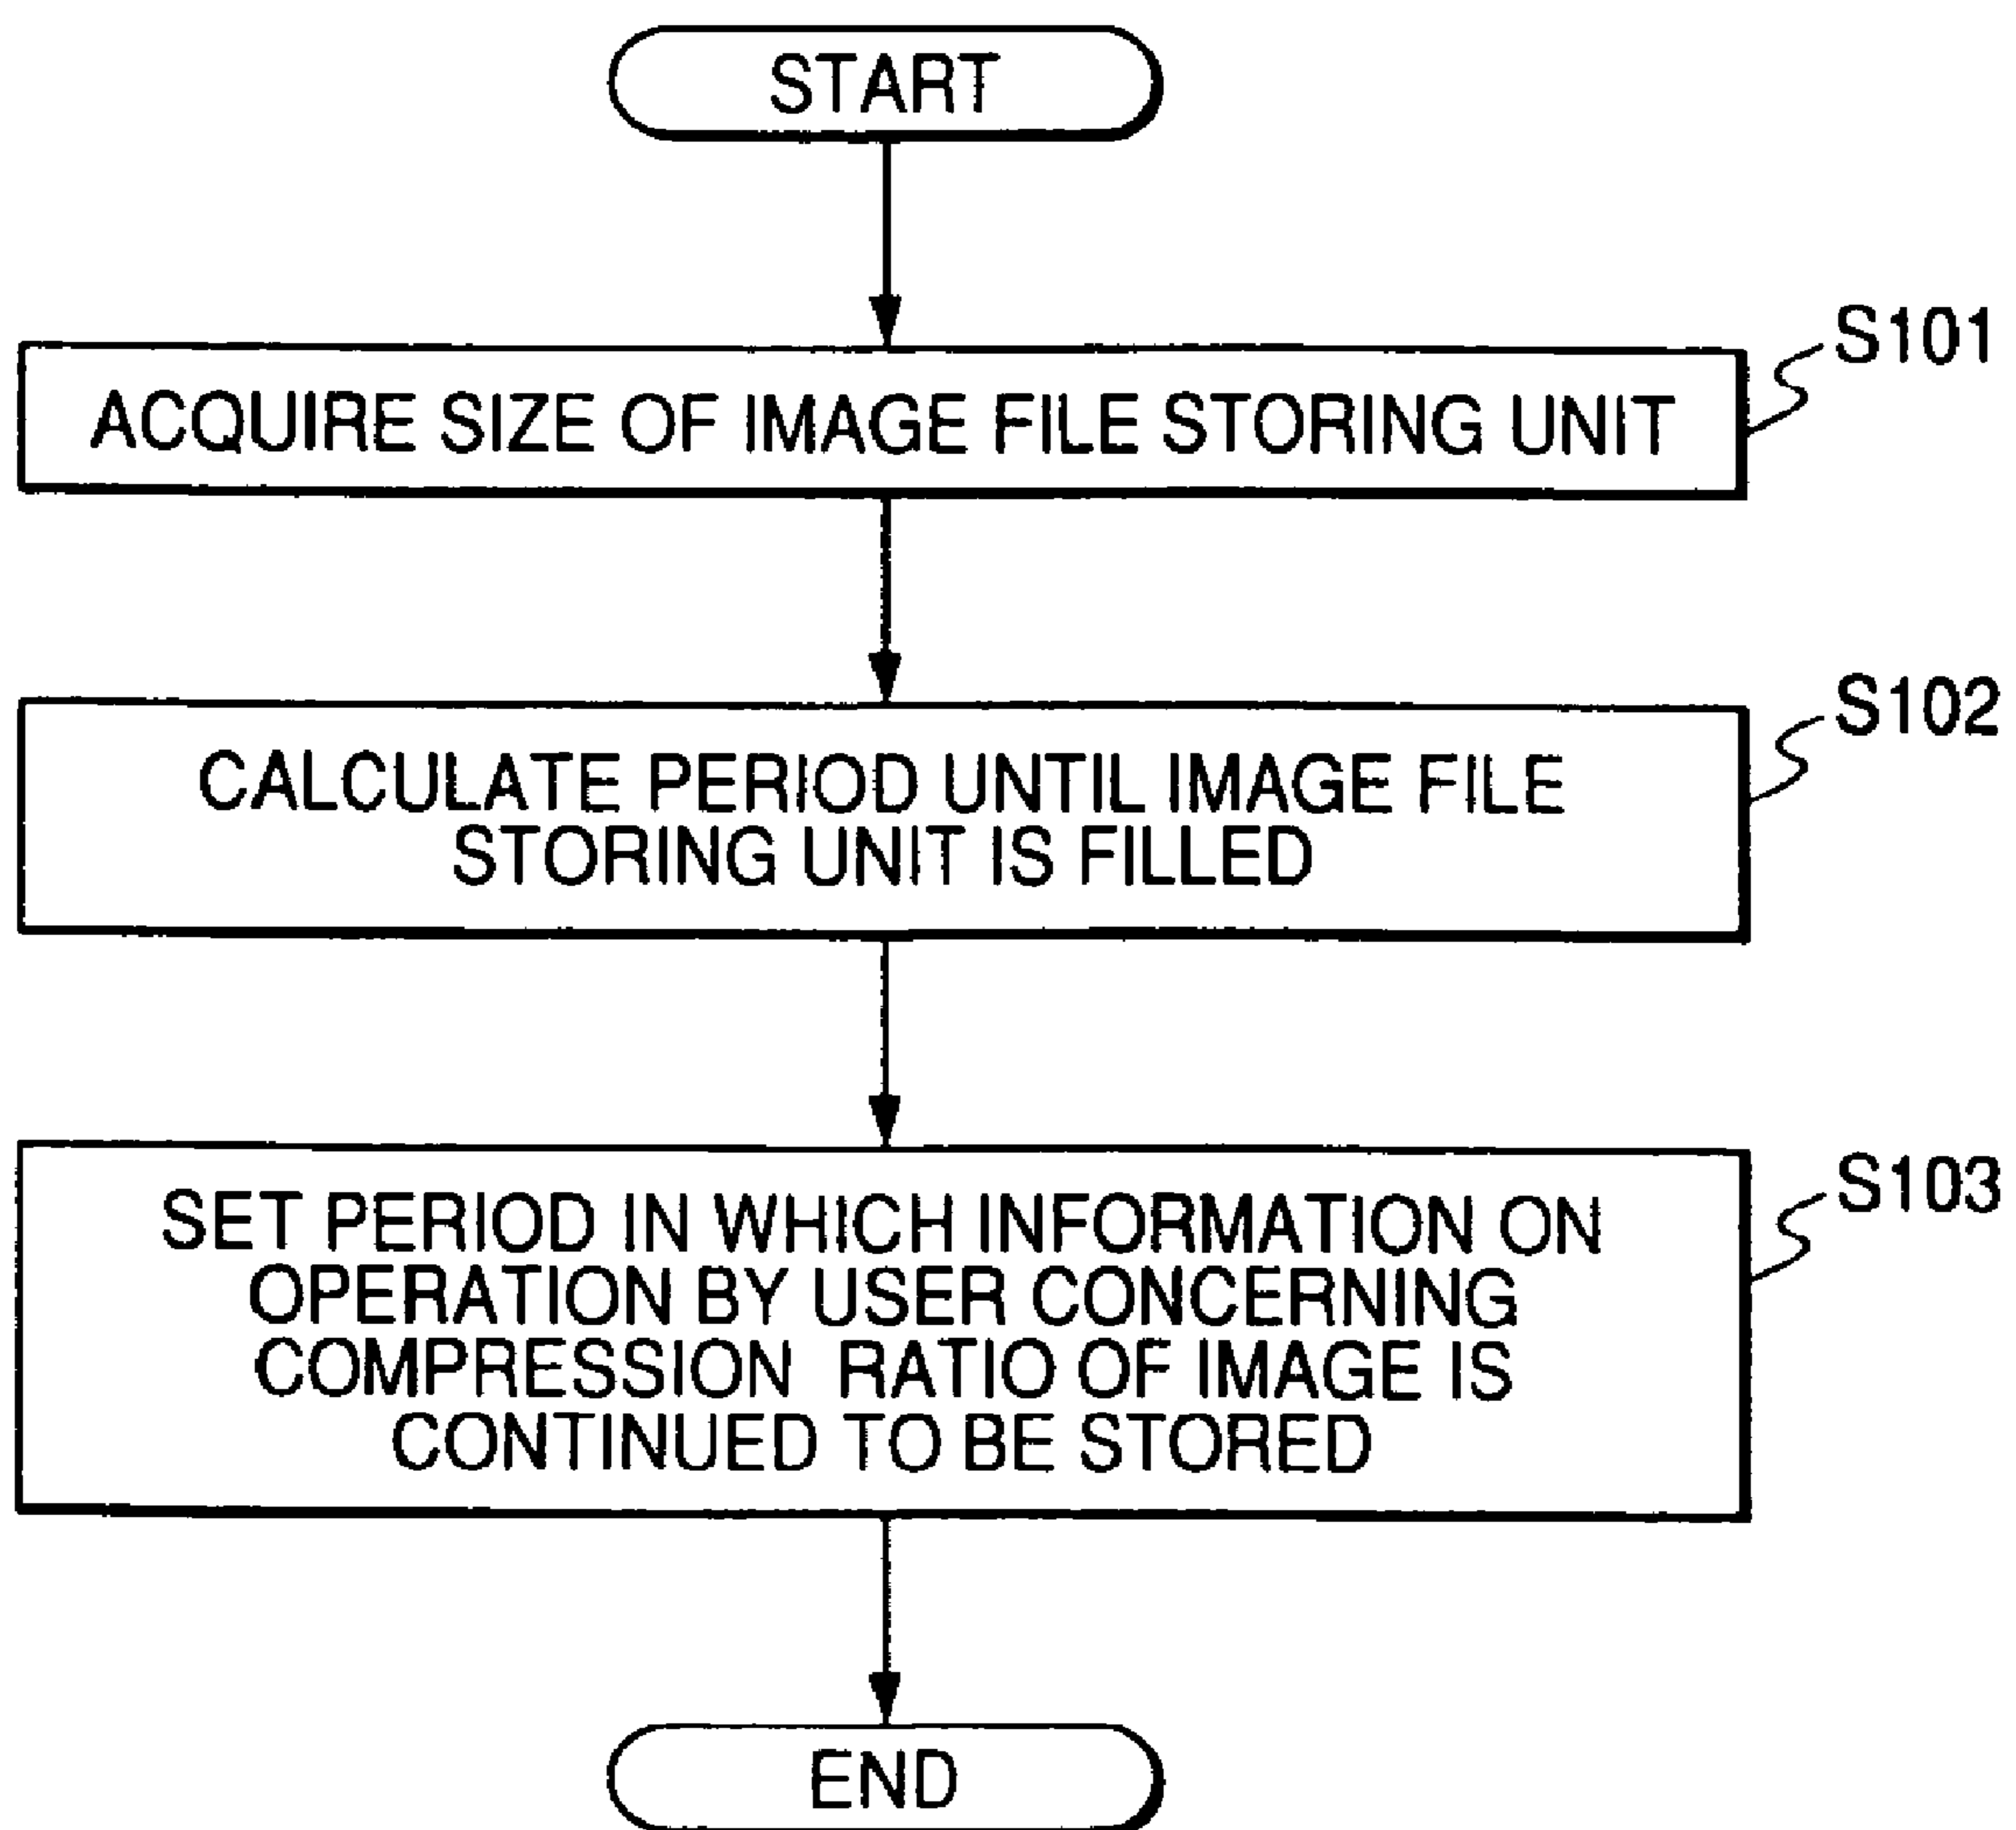 START
S101
ACQUIRE SIZE OF IMAGE FILE STORING UNIT
S102
CALCULATE PERIOD UNTIL IMAGE FILE
STORING UNIT IS FILLED
S103
SET PERIOD IN WHICH INFORMATION ON
OPERATION BY USER CONCERNING
COMPRESSION RATIO OF IMAGE IS
CONTINUED TO BE STORED
END